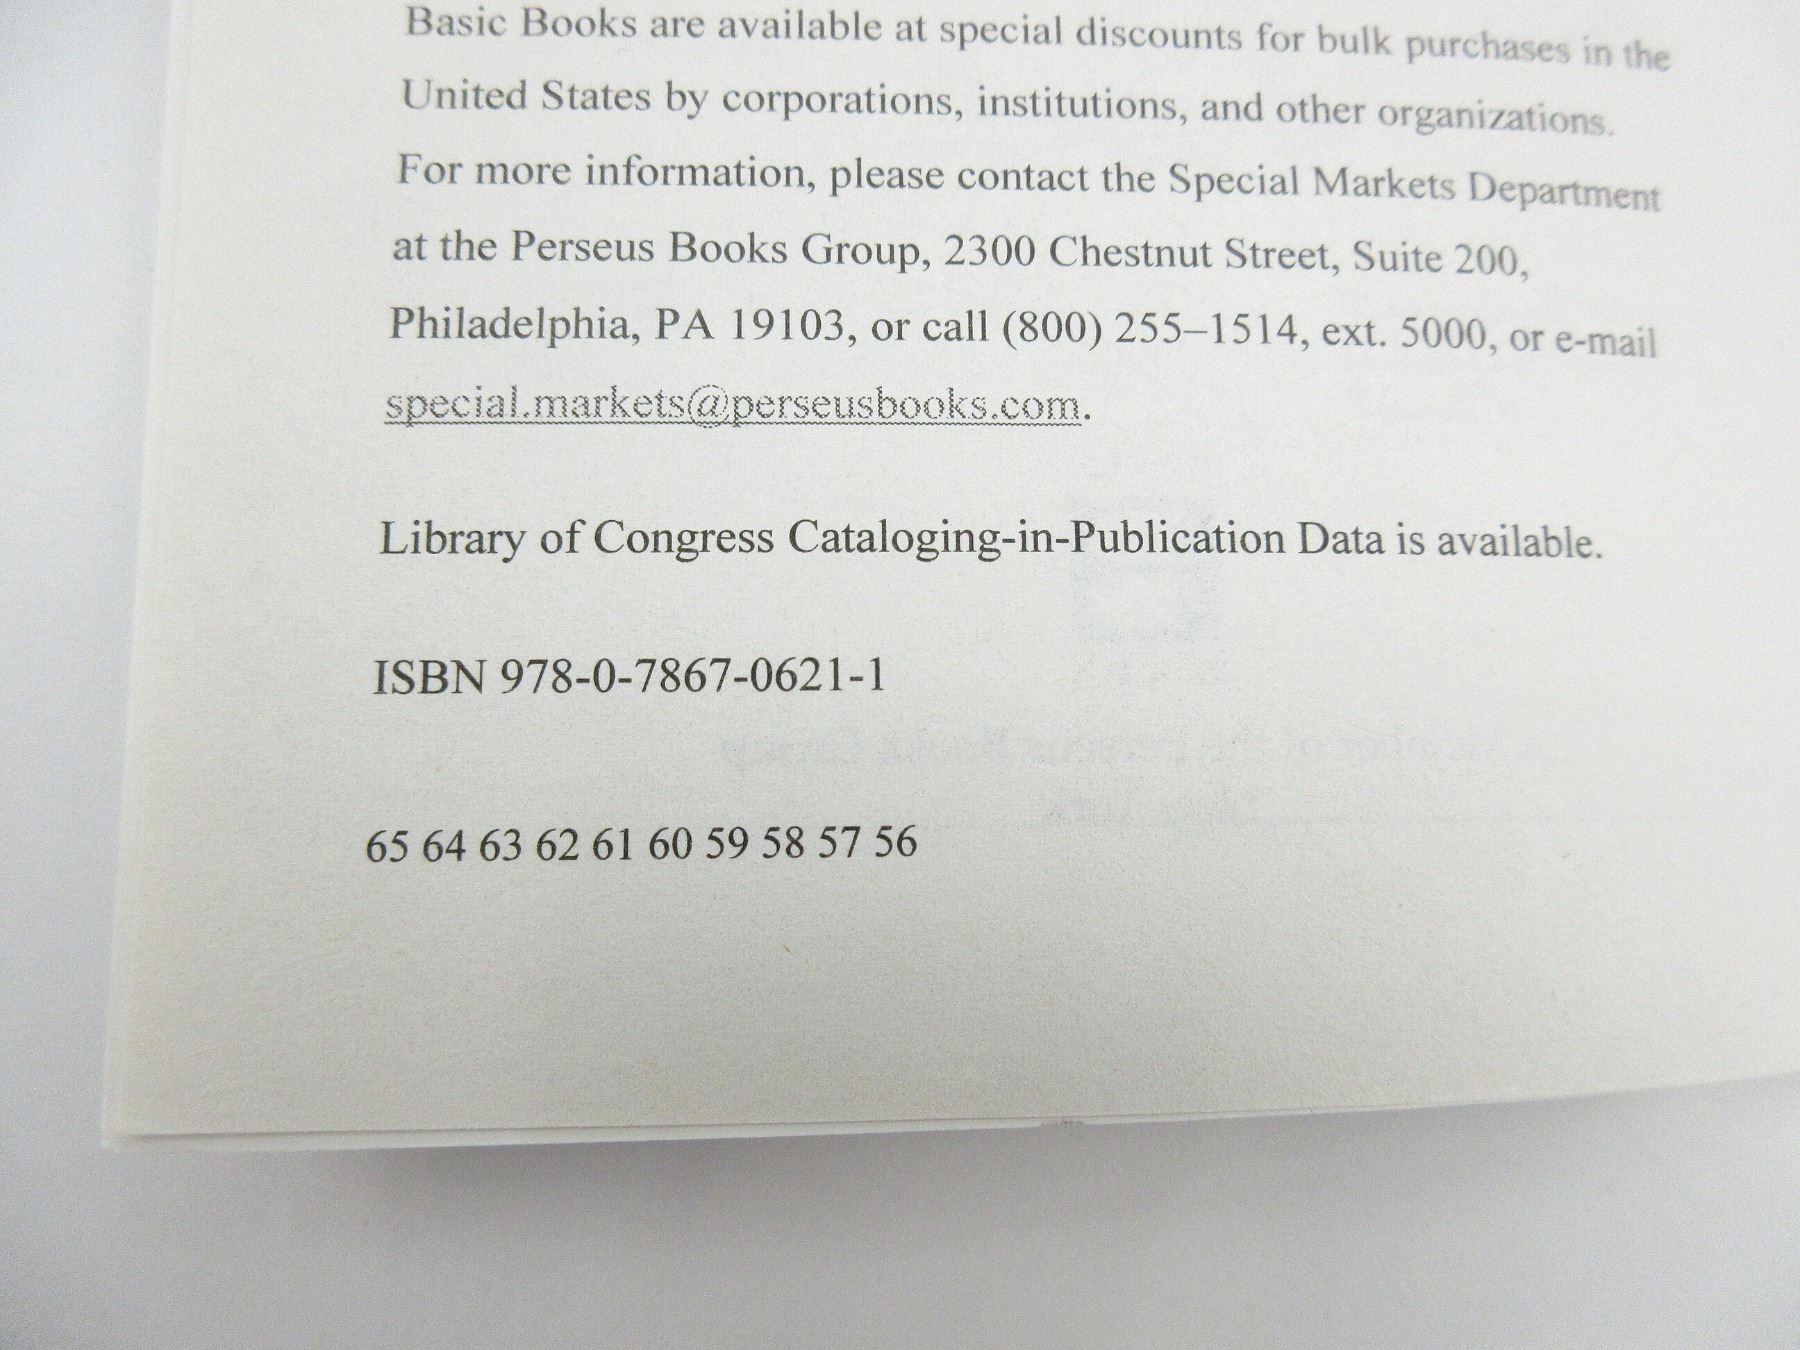 Basic Books are available at special discounts for bulk purchases in the
United States by corporations, institutions, and other organizations.
For more information, please contact the Special Markets Department
at the Perseus Books Group, 2300 Chestnut Street, Suite 200,
Philadelphia, PA 19103, or call (800) 255–1514, ext. 5000, or e-mail
special.markets@perseusbooks.com.
Library of Congress Cataloging-in-Publication Data is available.
ISBN 978-0-7867-0621-1
65 64 63 62 61 60 59 58 57 56